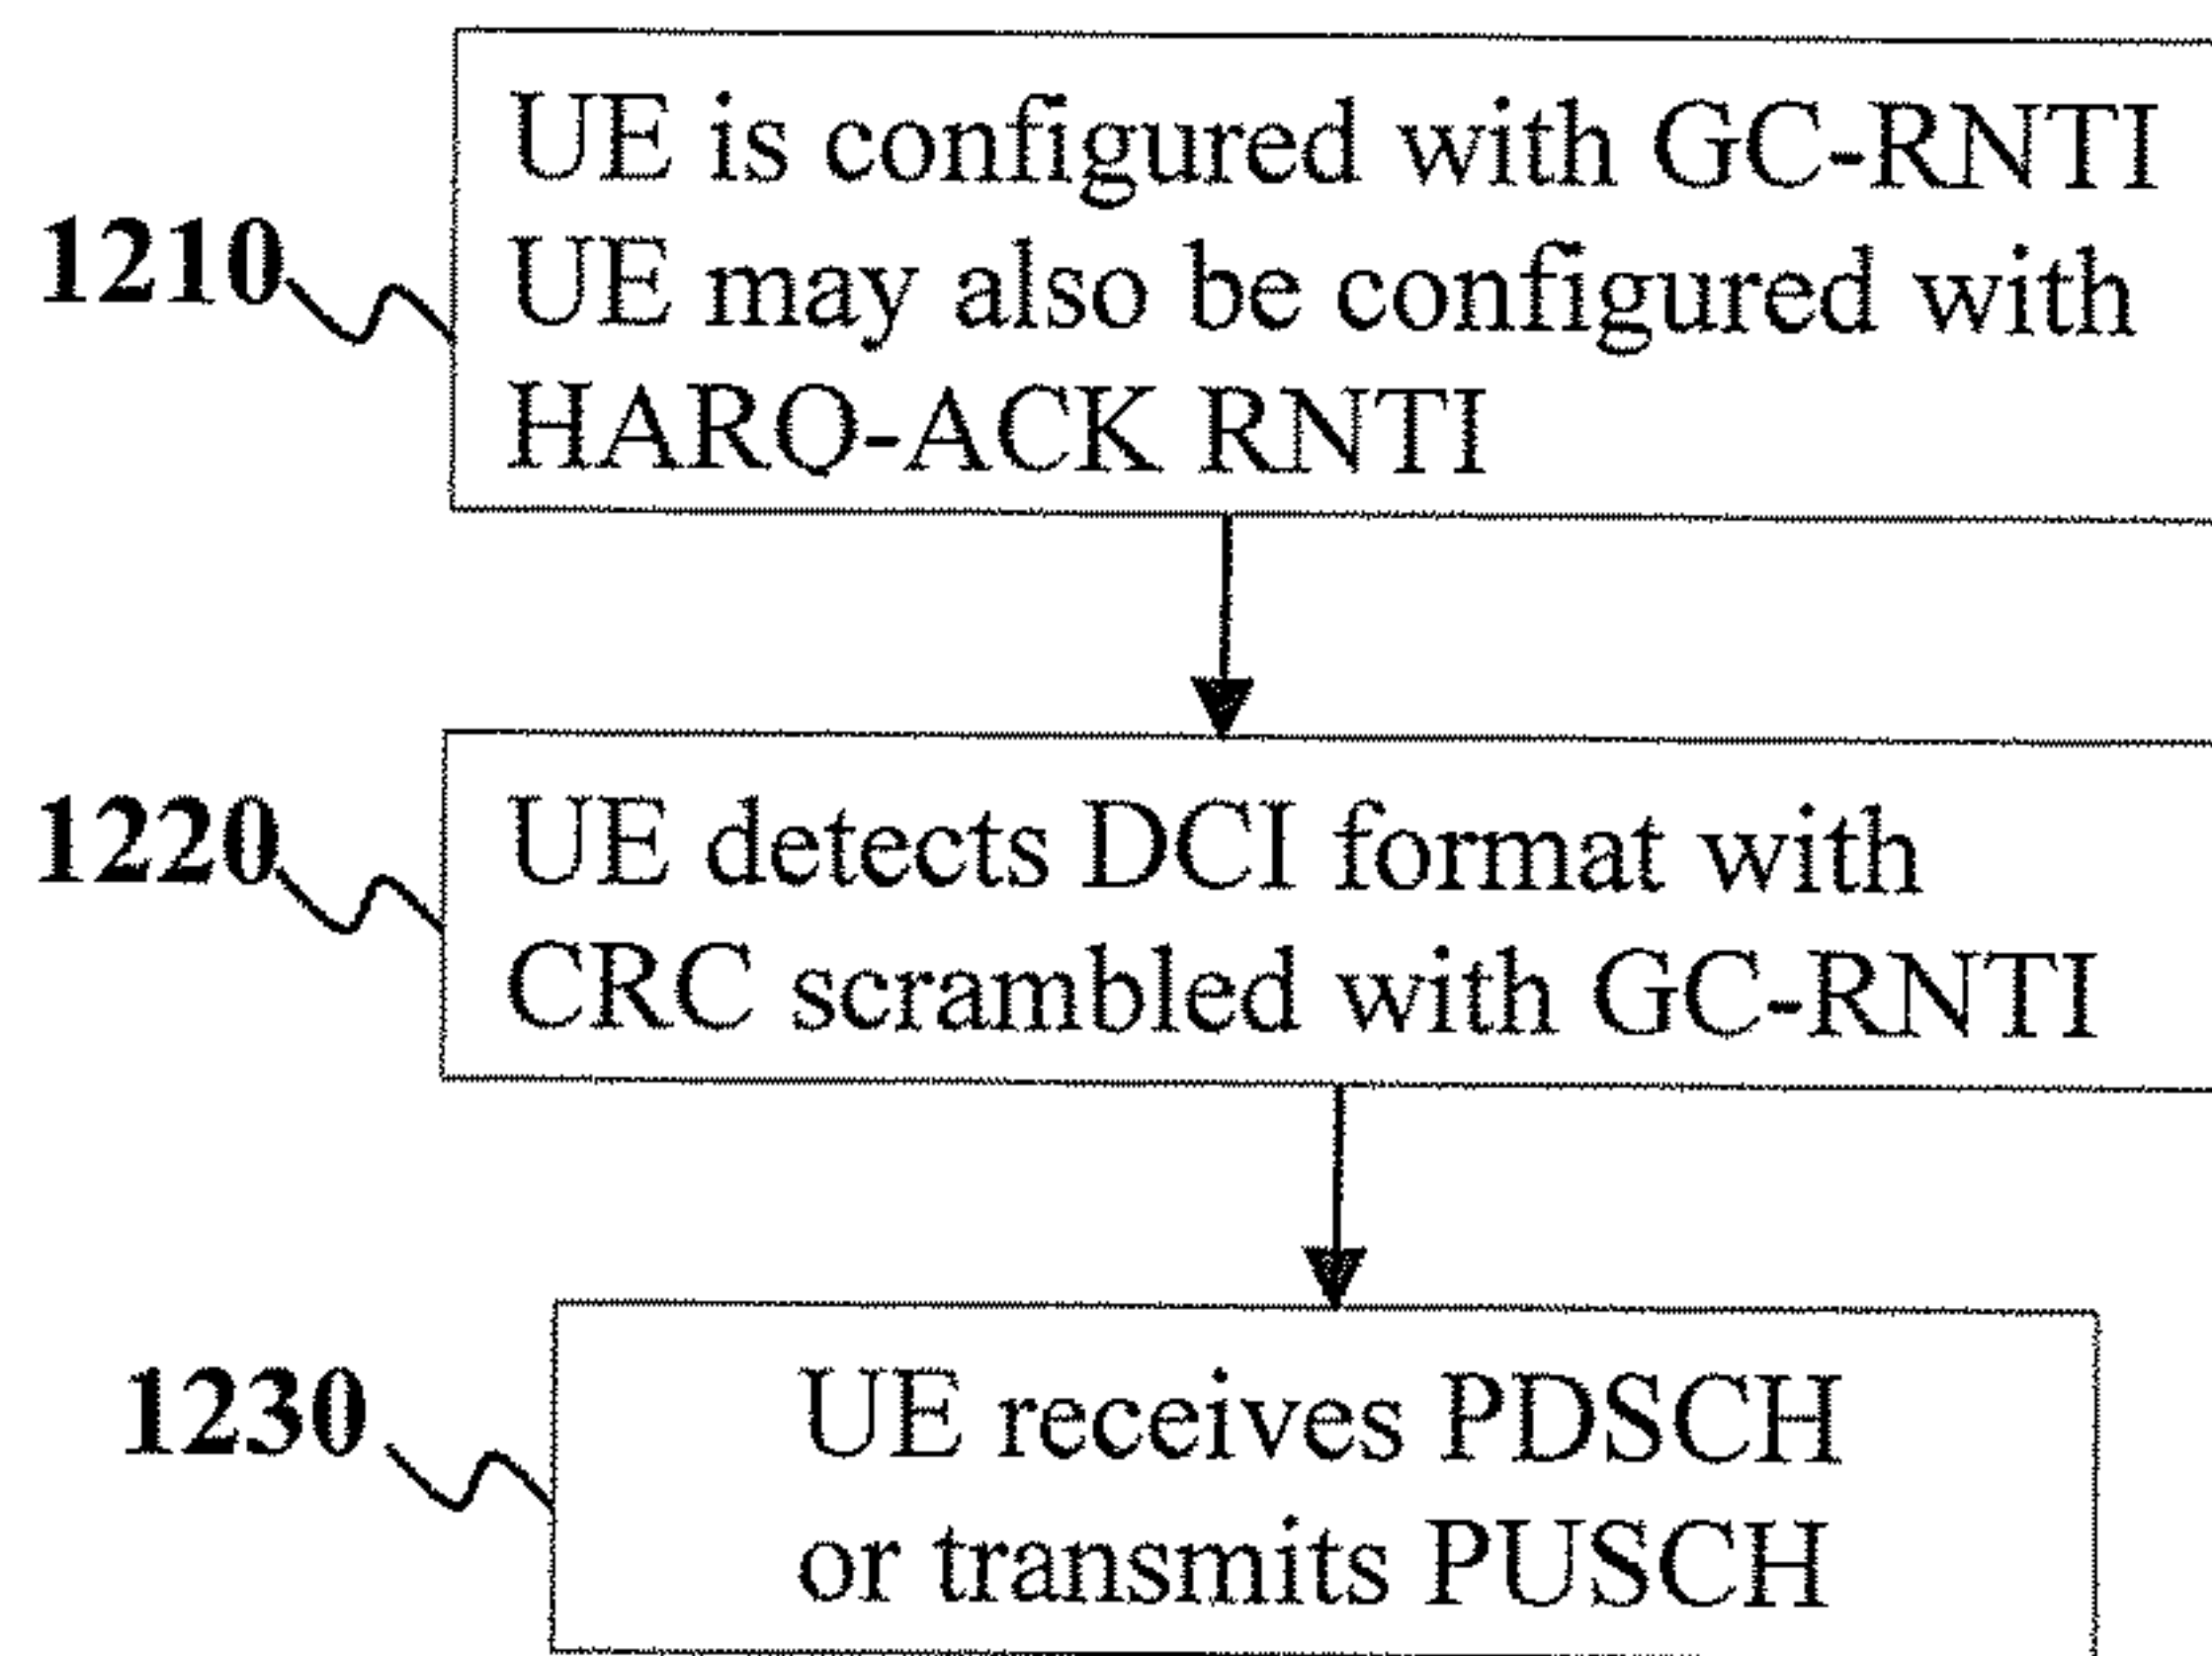 UE is configured with GC-RNTI
UE may also be configured with
HARQ-ACK RNTI
1210
UE detects DCI format with
CRC scrambled with GC-RNTI
1220
UE receives PDSCH
or transmits PUSCH
1230